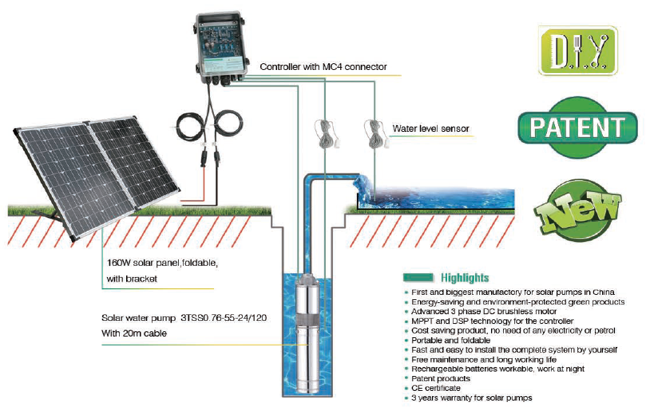 D.I.Y.
Controller with MC4 connector
PATENT
Water level sensor
New
160W solar panel,foldable,
with bracket
Solar water pump 3TSS0.76-55-24/120
With 20m cable
Highlights
First and biggest manufactory for solar pumps in China
Energy-saving and environment-protected green products
Advanced 3 phase DC brushless motor
MPPT and DSP technology for the controller
Cost saving product, no need of any electricity or petrol
Portable and foldable
Fast and easy to install the complete system by yourself
Free maintenance and long working life
Rechargeable batteries workable, work at night
Patent products
CE certificate
3 years warranty for solar pumps